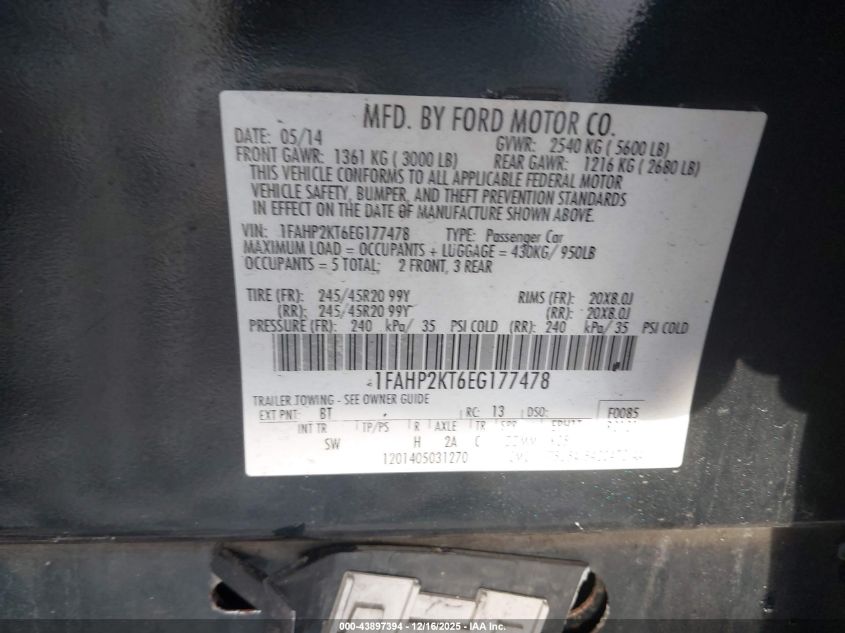 MFD. BY FORD MOTOR CO.
DATE: 05/14 GVWR: 2540 KG ( 5600 LB)
FRONT GAWR: 1361 KG ( 3000 LB) REAR GAWR: 1216 KG ( 2680 LB)
THIS VEHICLE CONFORMS TO ALL APPLICABLE FEDERAL MOTOR
VEHICLE SAFETY, BUMPER, AND THEFT PREVENTION STANDARDS
IN EFFECT ON THE DATE OF MANUFACTURE SHOWN ABOVE.
VIN: 1FAHP2KT6EG177478 TYPE: Passenger Car
MAXIMUM LOAD = OCCUPANTS + LUGGAGE = 430KG/ 950LB
OCCUPANTS = 5 TOTAL; 2 FRONT, 3 REAR
TIRE (FR): 245/45R20 99Y RIMS (FR): 20X8.0J
(RR): 245/45R20 99Y (RR): 20X8.0J
PRESSURE (FR): 240 kPa/ 35 PSI COLD (RR): 240 kPa/ 35 PSI COLD
1FAHP2KT6EG177478
TRAILER TOWING - SEE OWNER GUIDE
EXT PNT: BT RC: 13 DSO: F0085
INT TR TP/PS R AXLE TR SPR
SW H 2A C
1201405031270
000-43897394 - 12/16/2025 - IAA Inc.